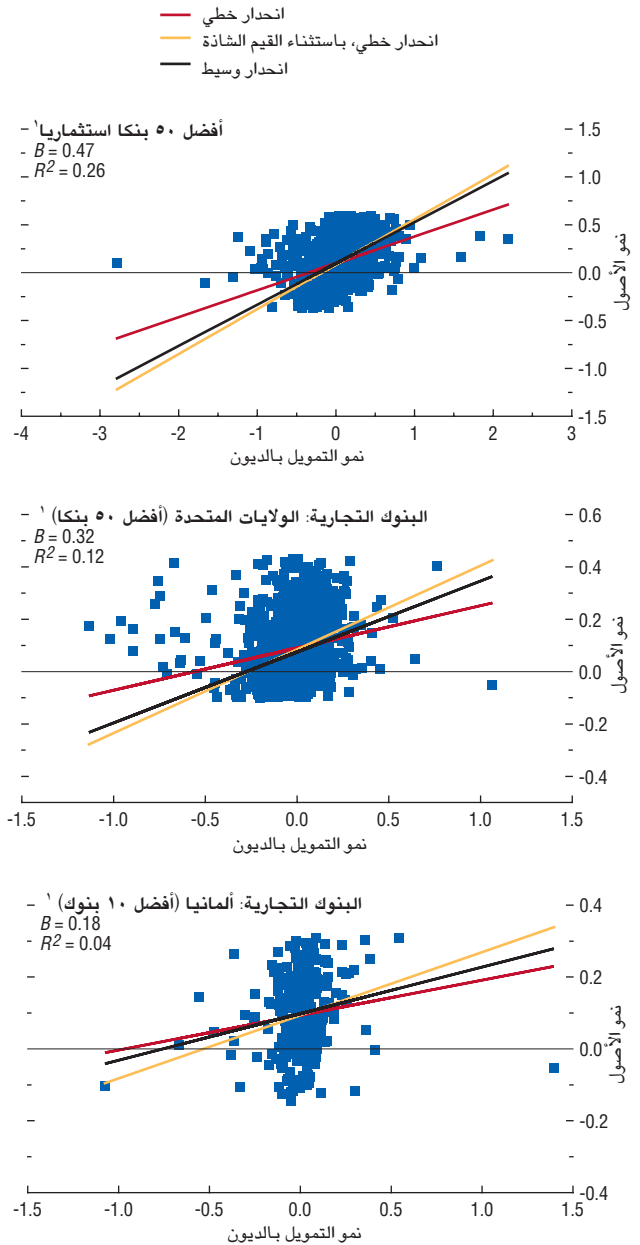 انحدار خطي
انحدار خطي، باستثناء القيم الشاذة
انحدار وسيط
أفضل ٥٠ بنكا استثماريا¹
B = 0.47
R² = 0.26
1.5
1.0
0.5
0.0
-0.5
-1.0
-1.5
نمو الأصول
-4 -3 -2 -1 0 1 2 3
نمو التمويل بالديون
البنوك التجارية: الولايات المتحدة (أفضل ٥٠ بنكا) ¹
B = 0.32
R² = 0.12
0.6
0.4
0.2
0.0
-0.2
-0.4
نمو الأصول
-1.5 -1.0 -0.5 0.0 0.5 1.0 1.5
نمو التمويل بالديون
البنوك التجارية: ألمانيا (أفضل ١٠ بنوك) ¹
B = 0.18
R² = 0.04
0.4
0.2
0.0
-0.2
-0.4
نمو الأصول
-1.5 -1.0 -0.5 0.0 0.5 1.0 1.5
نمو التمويل بالديون